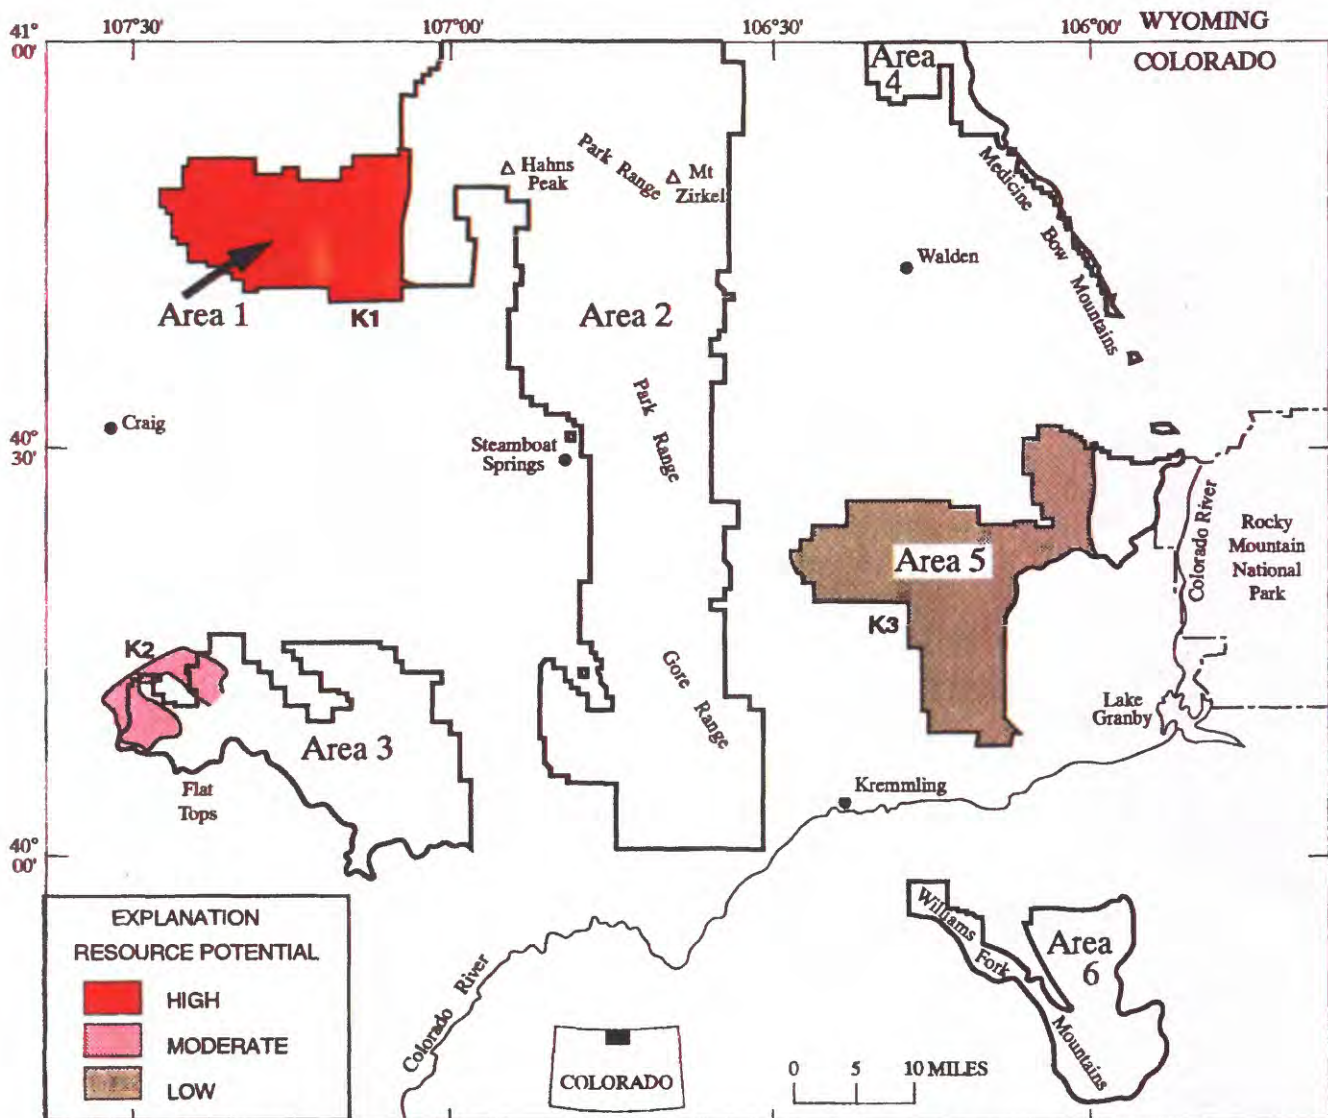 107°30'
107°00'
106°30'
106°00'
WYOMING
COLORADO
41°
00'
Area
4
Park Range
Hahns
Peak
Mt
Zirkel
Medicine Bow Mountains
Walden
Area 1
K1
Area 2
Park Range
Craig
40°
30'
Steamboat
Springs
Colorado River
Rocky
Mountain
National
Park
Area 5
K3
K2
Gore Range
Lake
Granby
Area 3
Flat
Tops
Kremmling
40°
00'
EXPLANATION
RESOURCE POTENTIAL
HIGH
MODERATE
LOW
Colorado River
Williams Fork Mountains
Area
6
COLORADO
0 5 10 MILES